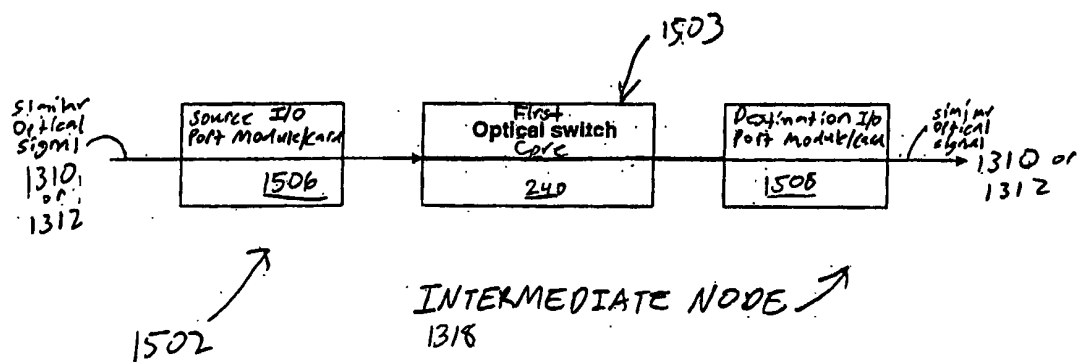 1503
Similar
Optical
Signal
1310
or
1312
Source I/O
Port Module/Card
1506
First
Optical switch
Core
240
Destination I/O
Port Module/Card
1508
similar
optical
signal
1310 or
1312
1502
INTERMEDIATE NODE
1318